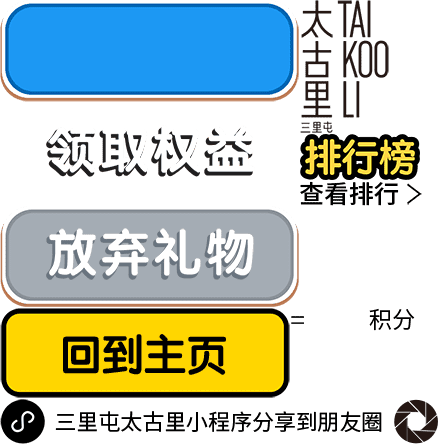 太古里
TAI
KOO
LI
三里屯
领取权益
排行榜
查看排行 >
放弃礼物
= 积分
回到主页
三里屯太古里小程序分享到朋友圈